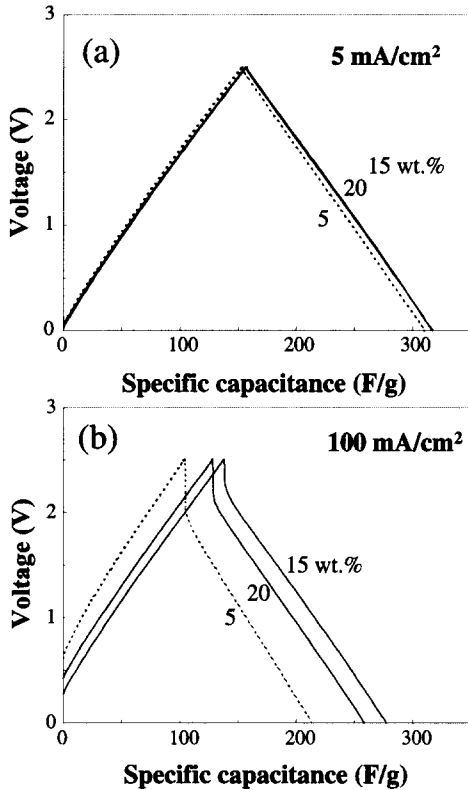 (a)
5 mA/cm²
3
2
1
0
Voltage (V)
15 wt.%
20
5
0 100 200 300
Specific capacitance (F/g)
(b)
100 mA/cm²
3
2
1
0
Voltage (V)
15 wt.%
20
5
0 100 200 300
Specific capacitance (F/g)